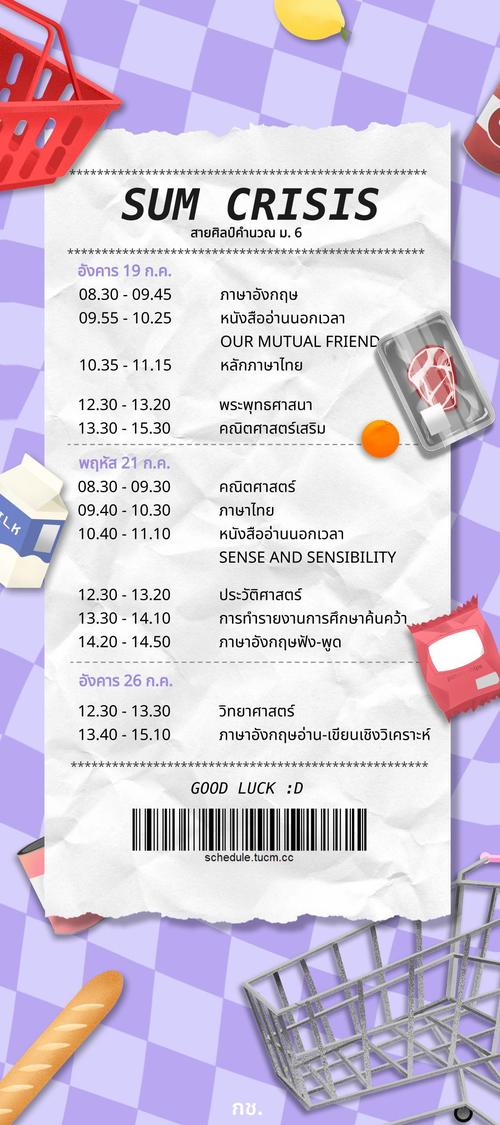 ****************************************************************
SUM CRISIS
สายศิลป์คำนวณ ม. 6
****************************************************************
อังคาร 19 ก.ค.
08.30 - 09.45 ภาษาอังกฤษ
09.55 - 10.25 หนังสืออ่านนอกเวลา
OUR MUTUAL FRIEND
10.35 - 11.15 หลักภาษาไทย
12.30 - 13.20 พระพุทธศาสนา
13.30 - 15.30 คณิตศาสตร์เสริม
พฤหัส 21 ก.ค.
08.30 - 09.30 คณิตศาสตร์
09.40 - 10.30 ภาษาไทย
10.40 - 11.10 หนังสืออ่านนอกเวลา
SENSE AND SENSIBILITY
12.30 - 13.20 ประวัติศาสตร์
13.30 - 14.10 การทำรายงานการศึกษาค้นคว้า
14.20 - 14.50 ภาษาอังกฤษฟัง-พูด
อังคาร 26 ก.ค.
12.30 - 13.30 วิทยาศาสตร์
13.40 - 15.10 ภาษาอังกฤษอ่าน-เขียนเชิงวิเคราะห์
****************************************************************
GOOD LUCK :D
schedule.tucm.cc
กช.